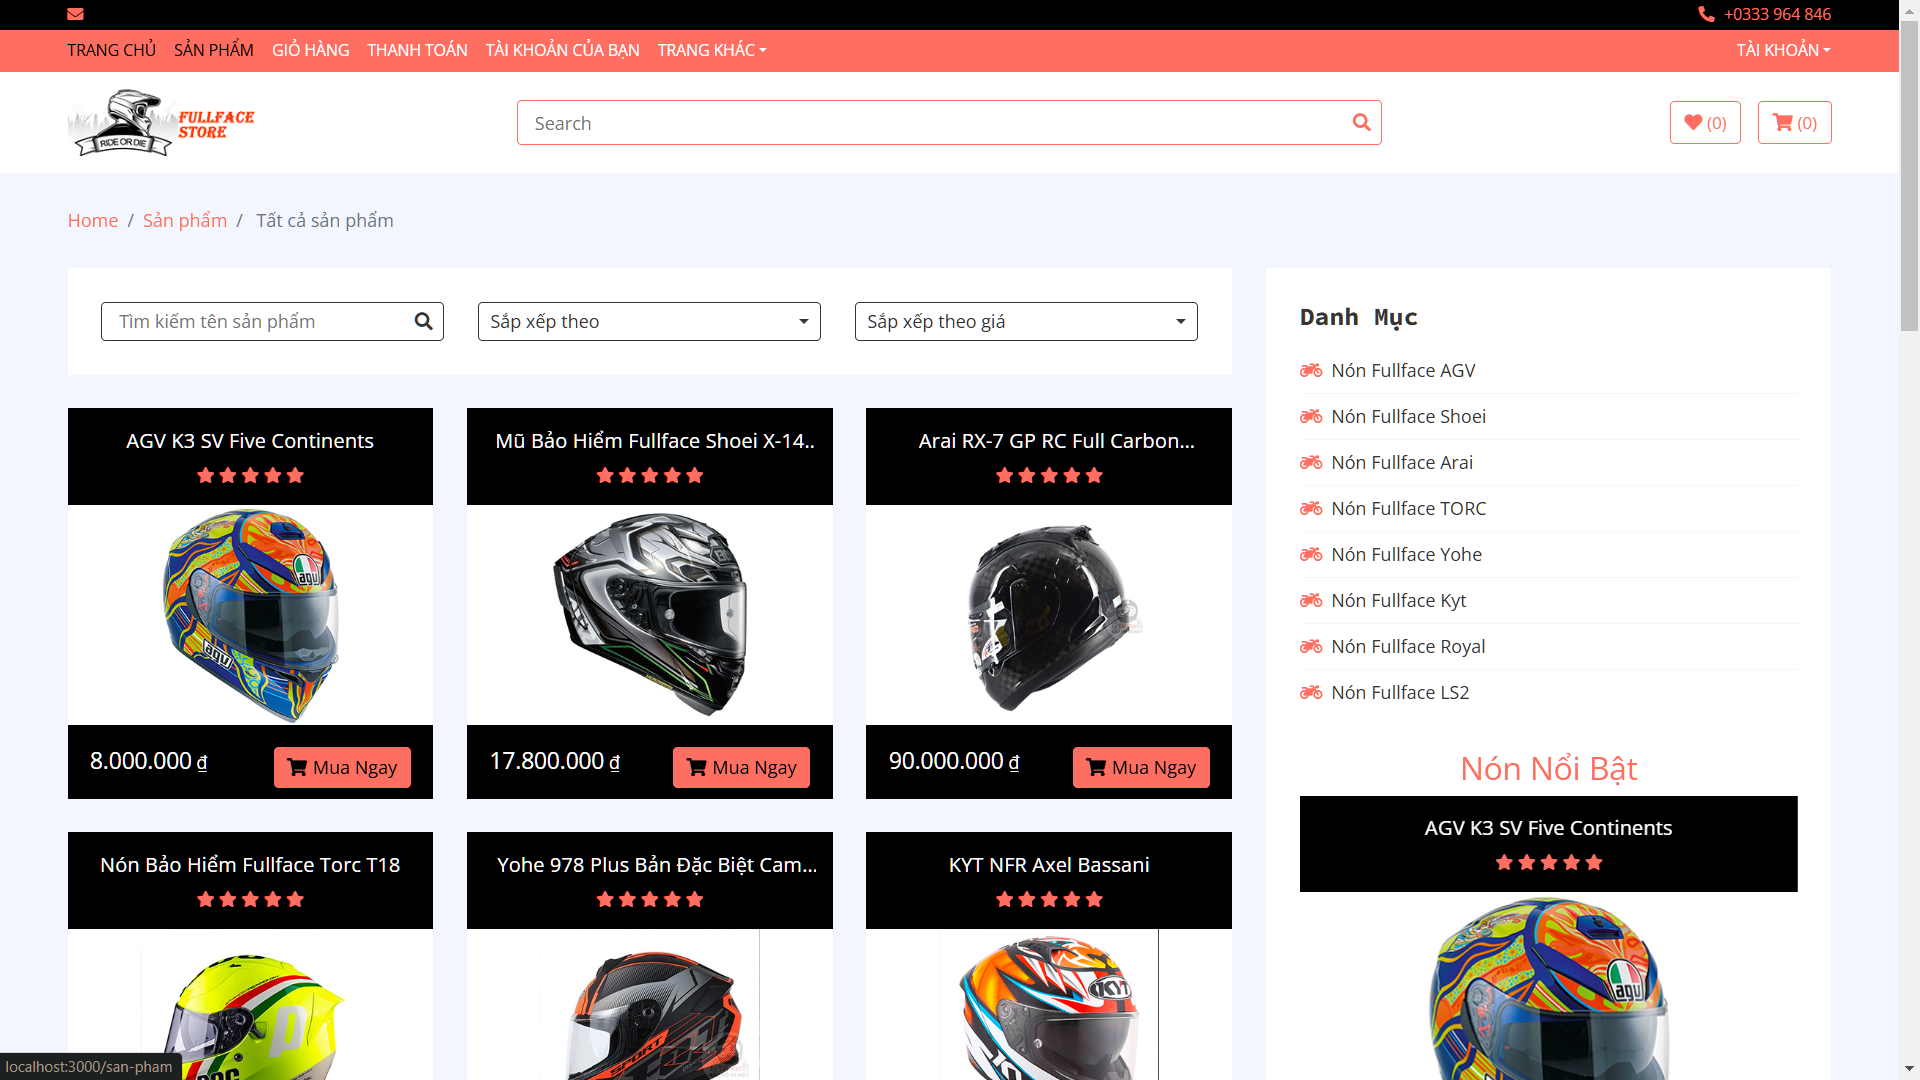 +0333 964 846
TRANG CHỦ SẢN PHẨM GIỎ HÀNG THANH TOÁN TÀI KHOẢN CỦA BẠN TRANG KHÁC TÀI KHOẢN
RIDE OR DIE
FULLFACE
STORE
Search
(0) (0)
Home / Sản phẩm / Tất cả sản phẩm
Tìm kiếm tên sản phẩm
Sắp xếp theo
Sắp xếp theo giá
AGV K3 SV Five Continents
agv
agv
8.000.000 ₫
Mua Ngay
Mũ Bảo Hiểm Fullface Shoei X-14..
17.800.000 ₫
Mua Ngay
Arai RX-7 GP RC Full Carbon...
90.000.000 ₫
Mua Ngay
Nón Bảo Hiểm Fullface Torc T18
Yohe 978 Plus Bản Đặc Biệt Cam...
SPORT
KYT NFR Axel Bassani
KYT
Danh Mục
Nón Fullface AGV
Nón Fullface Shoei
Nón Fullface Arai
Nón Fullface TORC
Nón Fullface Yohe
Nón Fullface Kyt
Nón Fullface Royal
Nón Fullface LS2
Nón Nổi Bật
AGV K3 SV Five Continents
agv
localhost:3000/san-pham